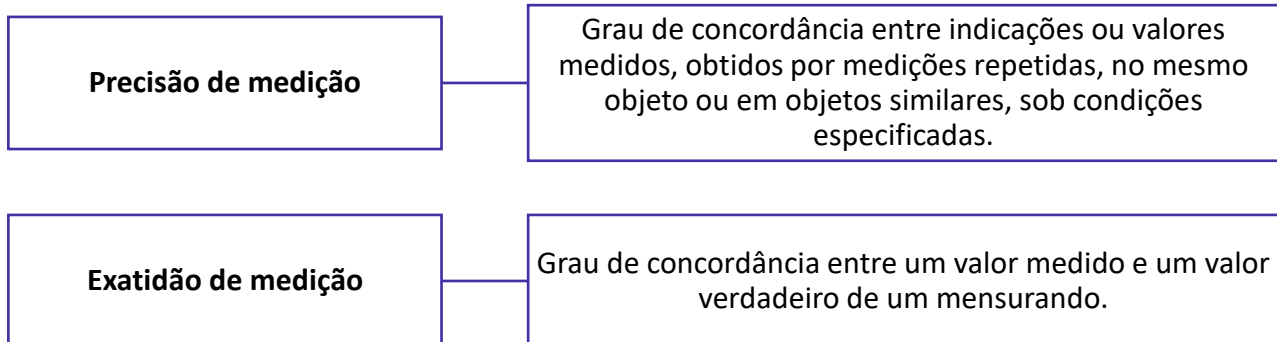 Precisão de medição
Grau de concordância entre indicações ou valores
medidos, obtidos por medições repetidas, no mesmo
objeto ou em objetos similares, sob condições
especificadas.
Exatidão de medição
Grau de concordância entre um valor medido e um valor
verdadeiro de um mensurando.